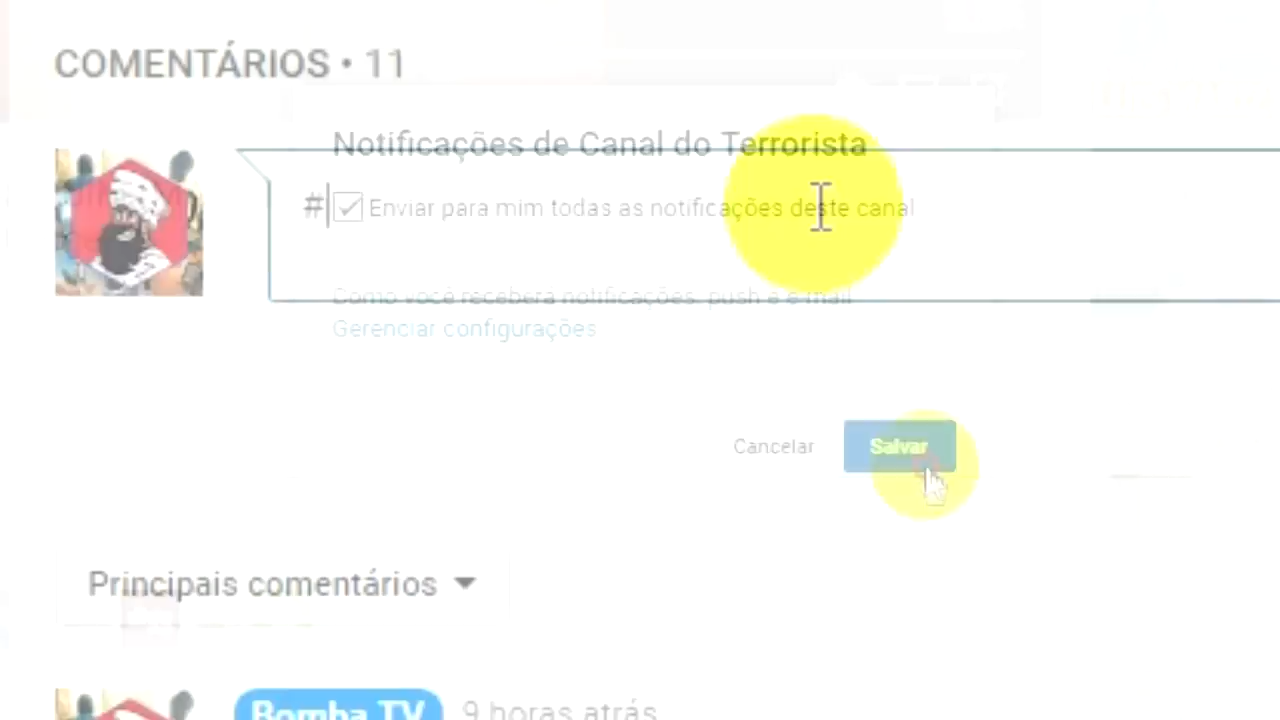 COMENTÁRIOS • 11
Notificações de Canal do Terrorista
#
Enviar para mim todas as notificações deste canal
Como você receberá notificações: push e e-mail
Gerenciar configurações
Cancelar
Salvar
Principais comentários
Bomba TV
9 horas atrás